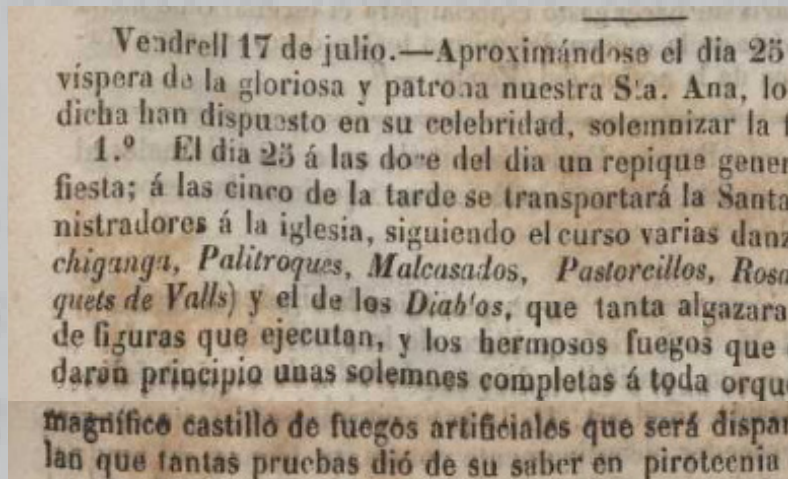 Vendrell 17 de julio.—Aproximándose el dia 25
víspera de la gloriosa y patrona nuestra Sta. Ana, lo
dicha han dispuesto en su celebridad, solemnizar la f
1.º El dia 25 á las doce del dia un repique gener
fiesta; á las cinco de la tarde se transportará la Santa
nistradores á la iglesia, siguiendo el curso varias danz
chiganga, Palitroques, Malcasados, Pastorcillos, Rosa
quets de Valls) y el de los Diablos, que tanta algazara
de figuras que ejecutan, y los hermosos fuegos que
darán principio unas solemnes completas á toda orque
magnífico castillo de fuegos artificiales que será dispar
lan que tantas pruebas dió de su saber en pirotecnia